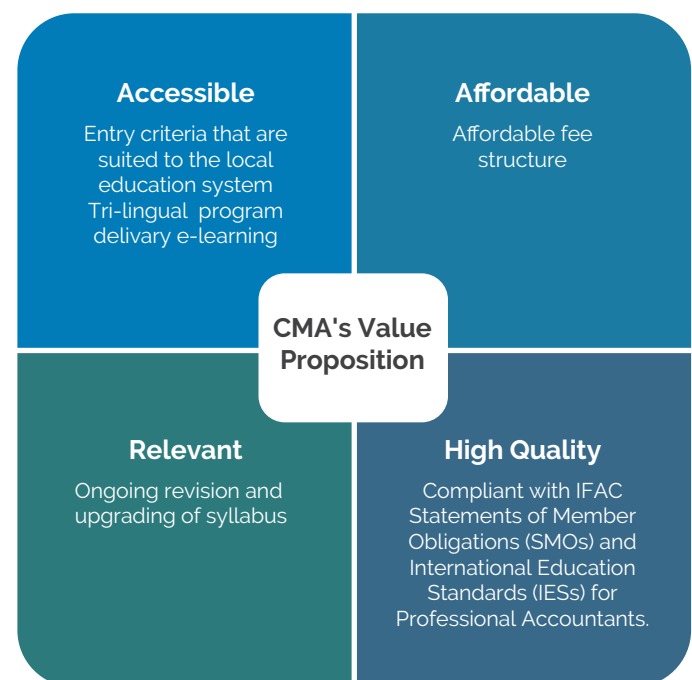 Accessible
Entry criteria that are
suited to the local
education system
Tri-lingual program
delivary e-learning
Affordable
Affordable fee
structure
CMA's Value
Proposition
Relevant
Ongoing revision and
upgrading of syllabus
High Quality
Compliant with IFAC
Statements of Member
Obligations (SMOs) and
International Education
Standards (IESs) for
Professional Accountants.